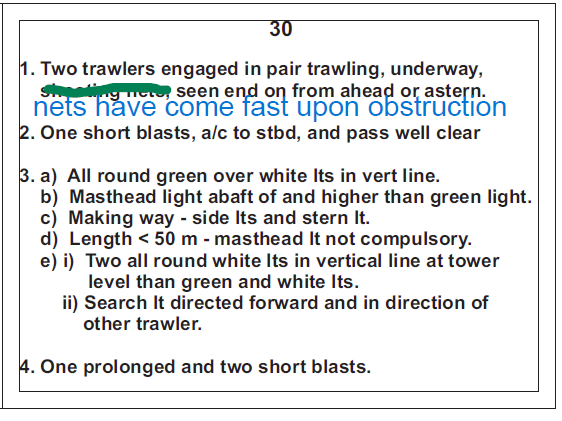 30
1. Two trawlers engaged in pair trawling, underway,
shooting nets, seen end on from ahead or astern.
nets have come fast upon obstruction
2. One short blasts, a/c to stbd, and pass well clear
3. a) All round green over white lts in vert line.
b) Masthead light abaft of and higher than green light.
c) Making way - side lts and stern lt.
d) Length < 50 m - masthead lt not compulsory.
e) i) Two all round white lts in vertical line at tower
level than green and white lts.
ii) Search lt directed forward and in direction of
other trawler.
4. One prolonged and two short blasts.